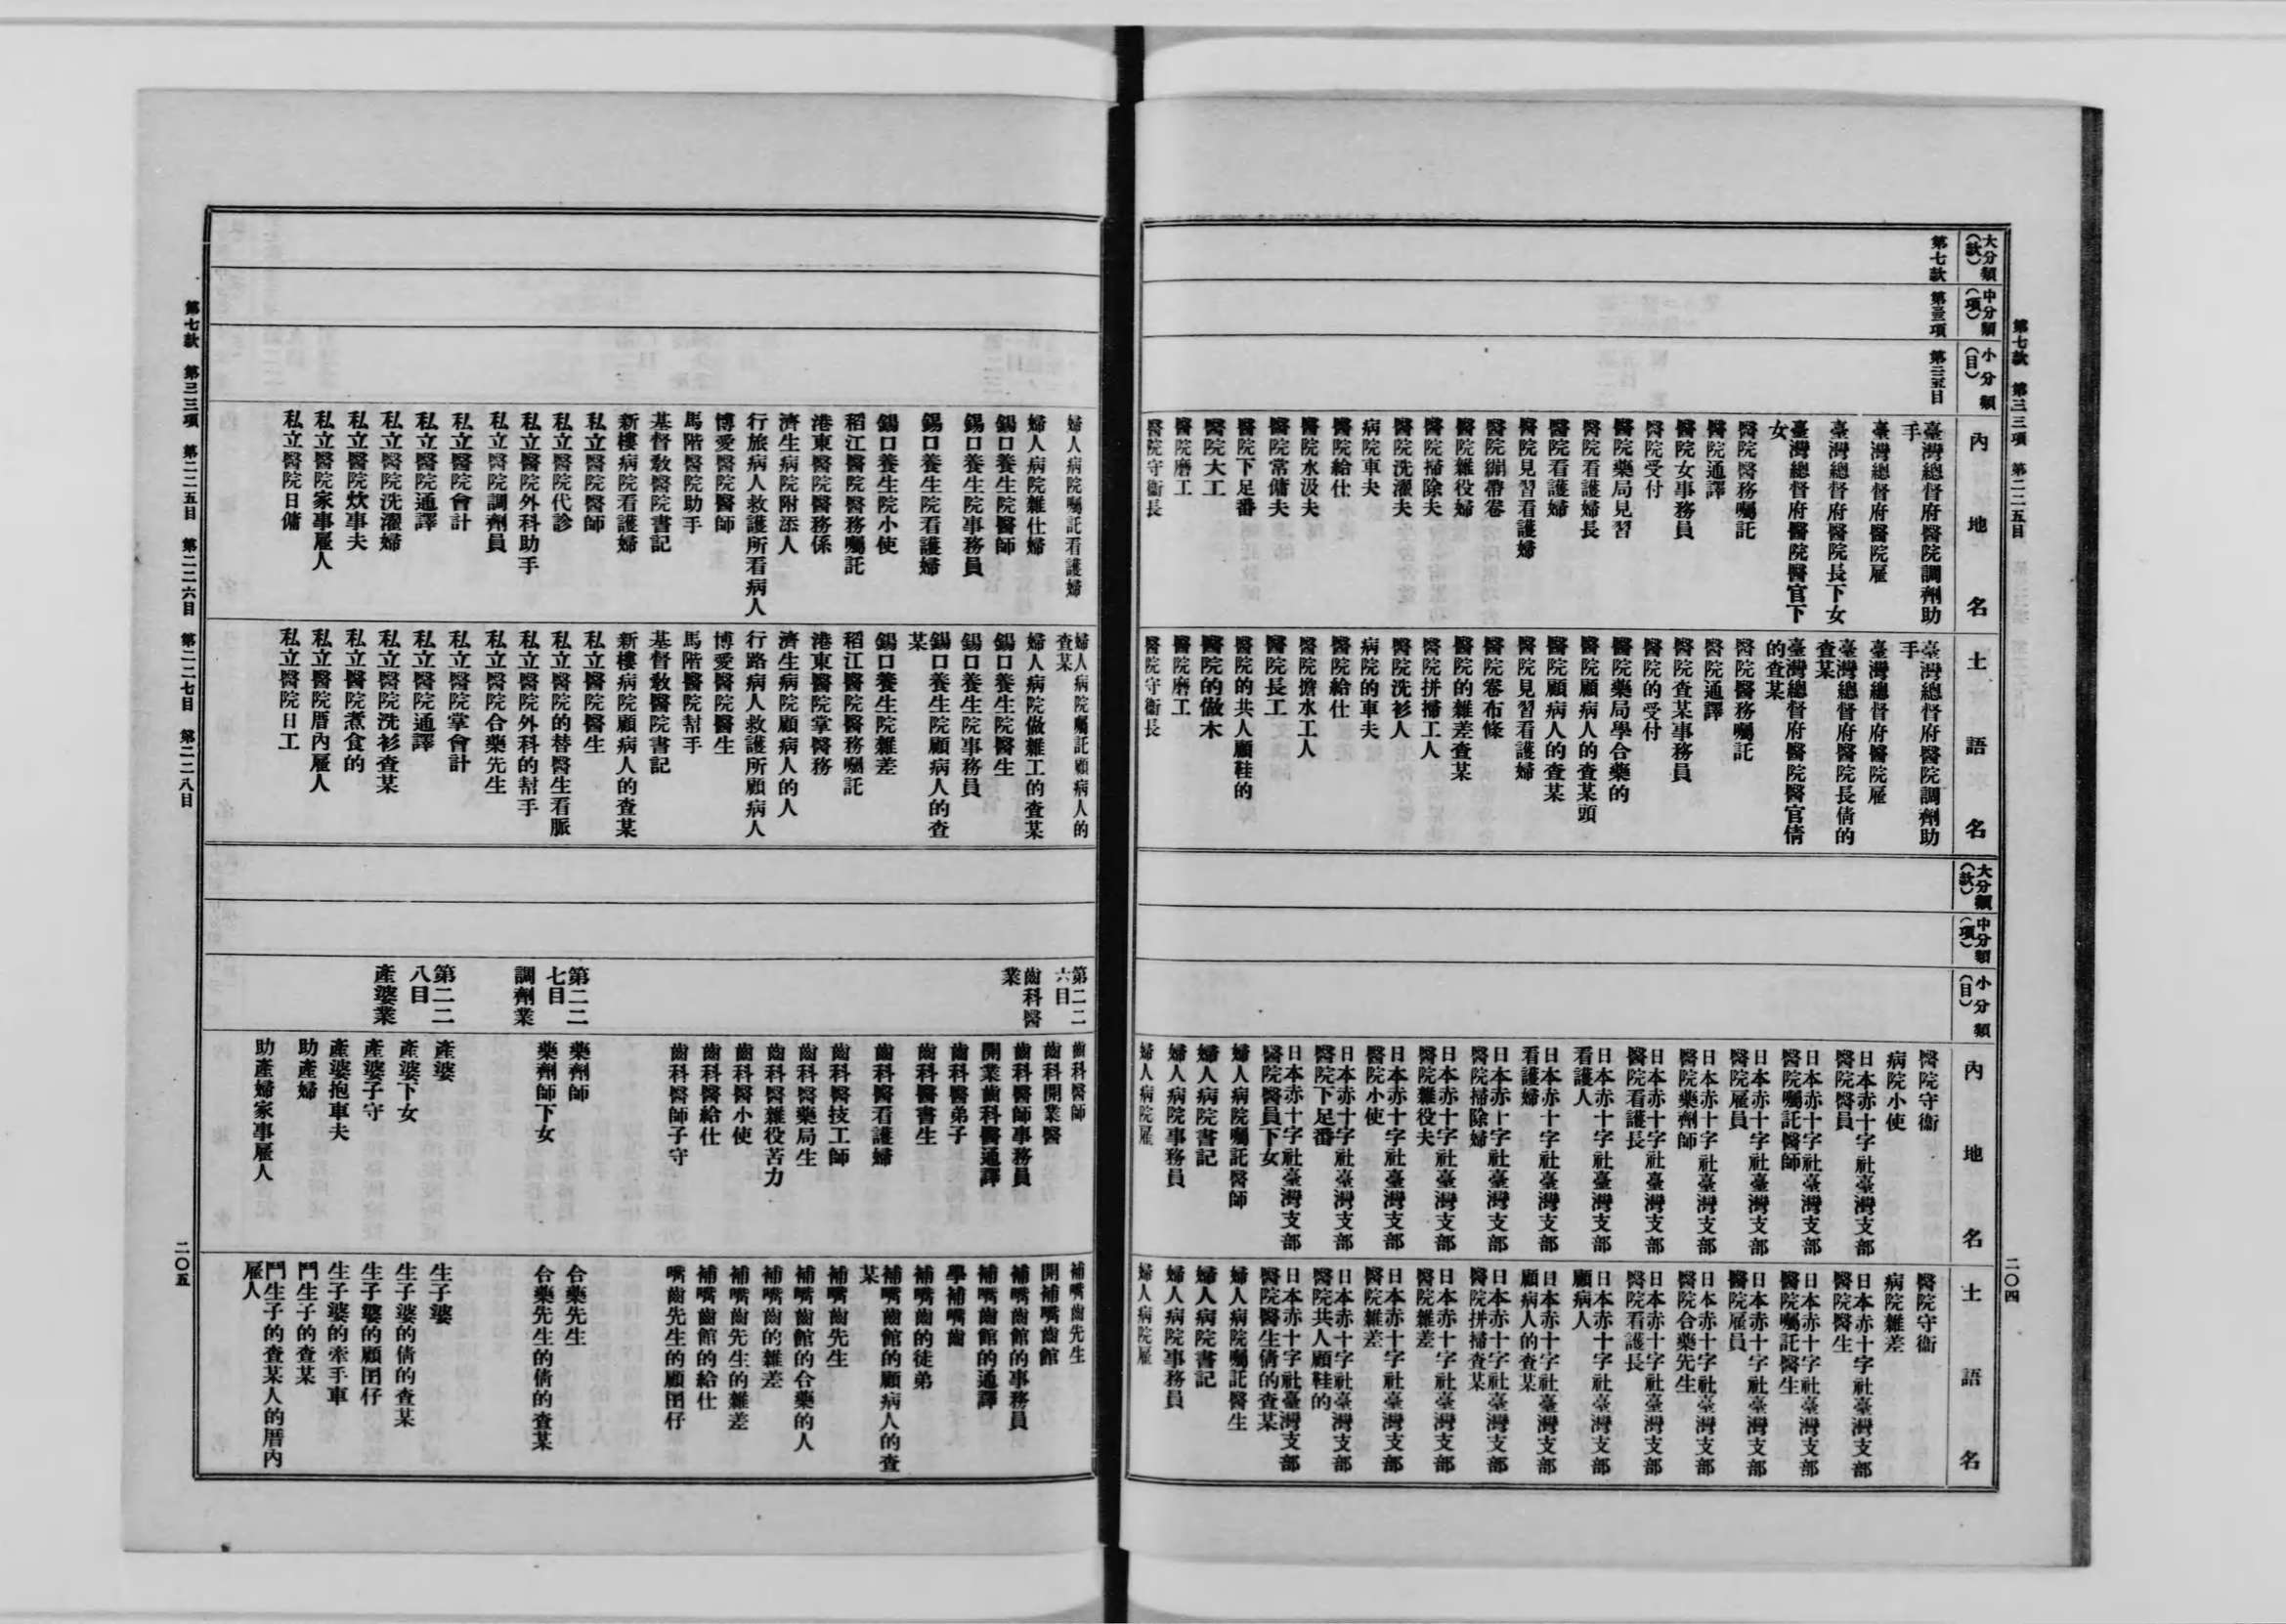 第七款　第三三項　第二二五目
二〇四
大分類（款）
中分類（項）
小分類（目）
內地名
土語名
第七款
第三三項
第二二五目
臺灣總督府醫院調劑助手
臺灣總督府醫院雇
臺灣總督府醫院長下女
臺灣總督府醫院醫官下女
醫院醫務囑託
醫院通譯
醫院女事務員
醫院受付
醫院藥局見習
醫院看護婦長
醫院看護婦
醫院見習看護婦
醫院繃帶卷
醫院雜役婦
醫院掃除夫
醫院洗濯夫
病院車夫
醫院給仕
醫院水汲夫
醫院常傭夫
醫院下足番
醫院大工
醫院磨工
醫院守衞長
臺灣總督府醫院調劑助手
臺灣總督府醫院雇
臺灣總督府醫院長倩的查某
臺灣總督府醫院醫官倩的查某
醫院醫務囑託
醫院通譯
醫院查某事務員
醫院的受付
醫院藥局學合藥的
醫院顧病人的查某頭
醫院顧病人的查某
醫院見習看護婦
醫院卷布條
醫院的雜差查某
醫院拼掃工人
醫院洗衫人
病院的車夫
醫院給仕
醫院擔水工人
醫院長工
醫院的共人顧鞋的
醫院的做木
醫院磨工
醫院守衞長
大分類（款）
中分類（項）
小分類（目）
內地名
土語名
醫院守衞
病院小使
日本赤十字社臺灣支部醫院醫員
日本赤十字社臺灣支部醫院囑託醫師
日本赤十字社臺灣支部醫院雇員
日本赤十字社臺灣支部醫院藥劑師
日本赤十字社臺灣支部醫院看護長
日本赤十字社臺灣支部看護人
日本赤十字社臺灣支部看護婦
日本赤十字社臺灣支部醫院掃除婦
日本赤十字社臺灣支部醫院雜役夫
日本赤十字社臺灣支部醫院小使
日本赤十字社臺灣支部醫院下足番
日本赤十字社臺灣支部醫院醫員下女
婦人病院囑託醫師
婦人病院書記
婦人病院事務員
婦人病院雇
醫院守衞
病院雜差
日本赤十字社臺灣支部醫院醫生
日本赤十字社臺灣支部醫院囑託醫生
日本赤十字社臺灣支部醫院雇員
日本赤十字社臺灣支部醫院合藥先生
日本赤十字社臺灣支部醫院看護長
日本赤十字社臺灣支部顧病人
日本赤十字社臺灣支部顧病人的查某
日本赤十字社臺灣支部醫院拼掃查某
日本赤十字社臺灣支部醫院雜差
日本赤十字社臺灣支部醫院雜差
日本赤十字社臺灣支部醫院共人顧鞋的
日本赤十字社臺灣支部醫院醫生倩的查某
婦人病院囑託醫生
婦人病院書記
婦人病院事務員
婦人病院雇
婦人病院囑託看護婦
婦人病院雜仕婦
錫口養生院醫師
錫口養生院事務員
錫口養生院看護婦
錫口養生院小使
稻江醫院醫務囑託
港東醫院醫務係
濟生病院附添人
行旅病人救護所看病人
博愛醫院醫師
馬階醫院助手
基督敎醫院書記
新樓病院看護婦
私立醫院醫師
私立醫院代診
私立醫院外科助手
私立醫院調劑員
私立醫院會計
私立醫院通譯
私立醫院洗濯婦
私立醫院炊事夫
私立醫院家事雇人
私立醫院日傭
婦人病院囑託顧病人的查某
婦人病院做雜工的查某
錫口養生院醫生
錫口養生院事務員
錫口養生院顧病人的查某
錫口養生院雜差
稻江醫院醫務囑託
港東醫院掌醫務
濟生病院顧病人的人
行路病人救護所顧病人
博愛醫院醫生
馬階醫院幇手
基督敎醫院書記
新樓病院顧病人的查某
私立醫院醫生
私立醫院的替醫生看脈
私立醫院外科的幇手
私立醫院合藥先生
私立醫院掌會計
私立醫院通譯
私立醫院洗衫查某
私立醫院煮食的
私立醫院厝內雇人
私立醫院日工
第二二六目
齒科醫業
第二二七目
調劑業
第二二八目
產婆業
齒科醫師
齒科開業醫
齒科醫師事務員
開業齒科醫通譯
齒科醫弟子
齒科醫書生
齒科醫看護婦
齒科醫技工師
齒科醫藥局生
齒科醫雜役苦力
齒科醫小使
齒科醫給仕
齒科醫師子守
藥劑師
藥劑師下女
產婆
產婆下女
產婆子守
產婆抱車夫
助產婦
助產婦家事雇人
補嘴齒先生
開補嘴齒館
補嘴齒館的事務員
補嘴齒館的通譯
學補嘴齒
補嘴齒的徒弟
補嘴齒館的顧病人的查某
補嘴齒先生
補嘴齒館的合藥的人
補嘴齒的雜差
補嘴齒先生的雜差
補嘴齒館的給仕
嘴齒先生的顧囝仔
合藥先生
合藥先生的倩的查某
生子婆
生子婆的倩的查某
生子婆的顧囝仔
生子婆的牽手車
鬥生子的查某
鬥生子的查某人的厝內雇人
第七款　第三三項　第二二五目　第二二六目　第二二七目　第二二八目
二〇五